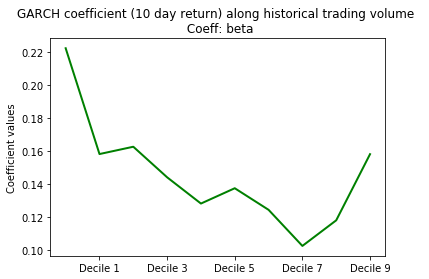 GARCH coefficient (10 day return) along historical trading volume
Coeff: beta
Coefficient values
0.22
0.20
0.18
0.16
0.14
0.12
0.10
Decile 1
Decile 3
Decile 5
Decile 7
Decile 9